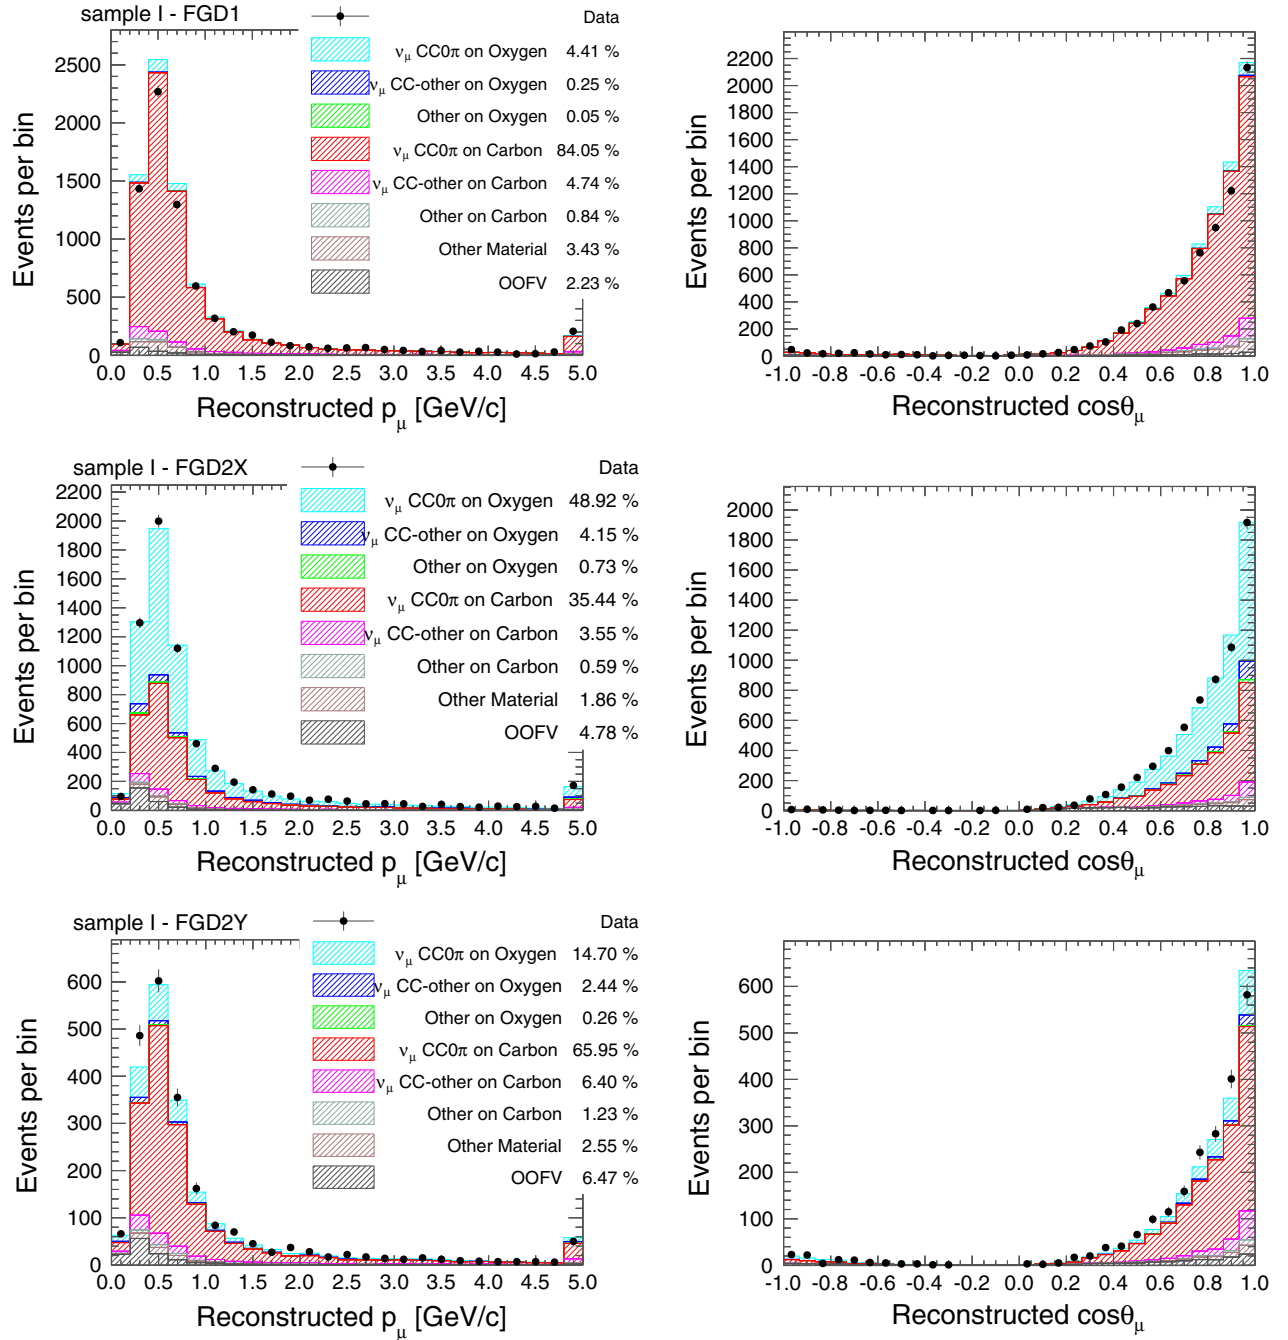 sample I - FGD1
Data
νμ CC0π on Oxygen 4.41 %
νμ CC-other on Oxygen 0.25 %
Other on Oxygen 0.05 %
νμ CC0π on Carbon 84.05 %
νμ CC-other on Carbon 4.74 %
Other on Carbon 0.84 %
Other Material 3.43 %
OOFV 2.23 %
Events per bin
2500
2000
1500
1000
500
0
0.0 0.5 1.0 1.5 2.0 2.5 3.0 3.5 4.0 4.5 5.0
Reconstructed pμ [GeV/c]
Events per bin
2200
2000
1800
1600
1400
1200
1000
800
600
400
200
0
-1.0 -0.8 -0.6 -0.4 -0.2 0.0 0.2 0.4 0.6 0.8 1.0
Reconstructed cosθμ
sample I - FGD2X
Data
νμ CC0π on Oxygen 48.92 %
νμ CC-other on Oxygen 4.15 %
Other on Oxygen 0.73 %
νμ CC0π on Carbon 35.44 %
νμ CC-other on Carbon 3.55 %
Other on Carbon 0.59 %
Other Material 1.86 %
OOFV 4.78 %
Events per bin
2200
2000
1800
1600
1400
1200
1000
800
600
400
200
0
0.0 0.5 1.0 1.5 2.0 2.5 3.0 3.5 4.0 4.5 5.0
Reconstructed pμ [GeV/c]
Events per bin
2000
1800
1600
1400
1200
1000
800
600
400
200
0
-1.0 -0.8 -0.6 -0.4 -0.2 0.0 0.2 0.4 0.6 0.8 1.0
Reconstructed cosθμ
sample I - FGD2Y
Data
νμ CC0π on Oxygen 14.70 %
νμ CC-other on Oxygen 2.44 %
Other on Oxygen 0.26 %
νμ CC0π on Carbon 65.95 %
νμ CC-other on Carbon 6.40 %
Other on Carbon 1.23 %
Other Material 2.55 %
OOFV 6.47 %
Events per bin
600
500
400
300
200
100
0
0.0 0.5 1.0 1.5 2.0 2.5 3.0 3.5 4.0 4.5 5.0
Reconstructed pμ [GeV/c]
Events per bin
600
500
400
300
200
100
0
-1.0 -0.8 -0.6 -0.4 -0.2 0.0 0.2 0.4 0.6 0.8 1.0
Reconstructed cosθμ